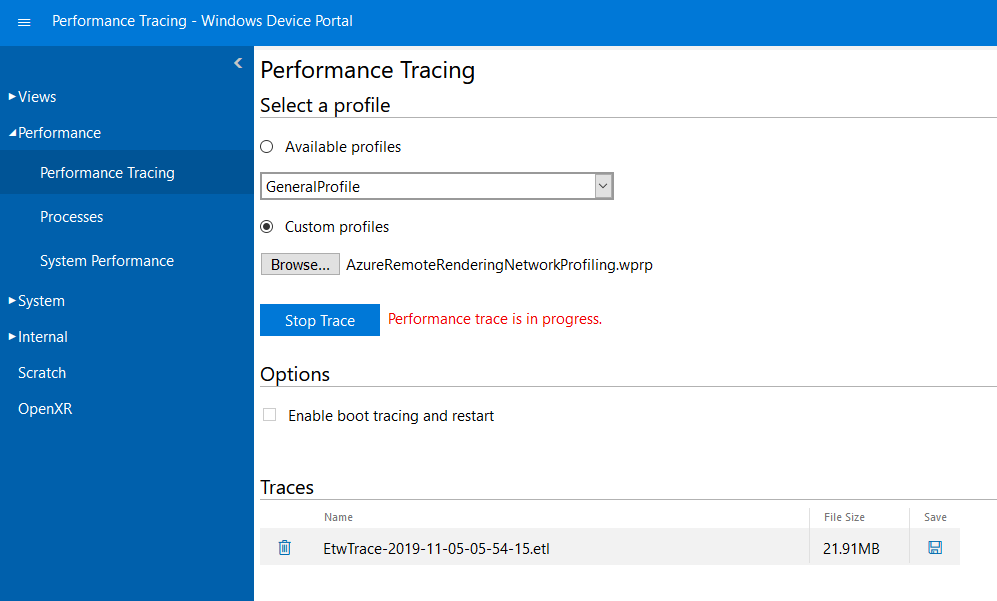 Performance Tracing - Windows Device Portal
Views
Performance
Performance Tracing
Processes
System Performance
System
Internal
Scratch
OpenXR
Performance Tracing
Select a profile
Available profiles
GeneralProfile
Custom profiles
Browse... AzureRemoteRenderingNetworkProfiling.wprp
Stop Trace Performance trace is in progress.
Options
Enable boot tracing and restart
Traces
Name File Size Save
EtwTrace-2019-11-05-05-54-15.etl 21.91MB